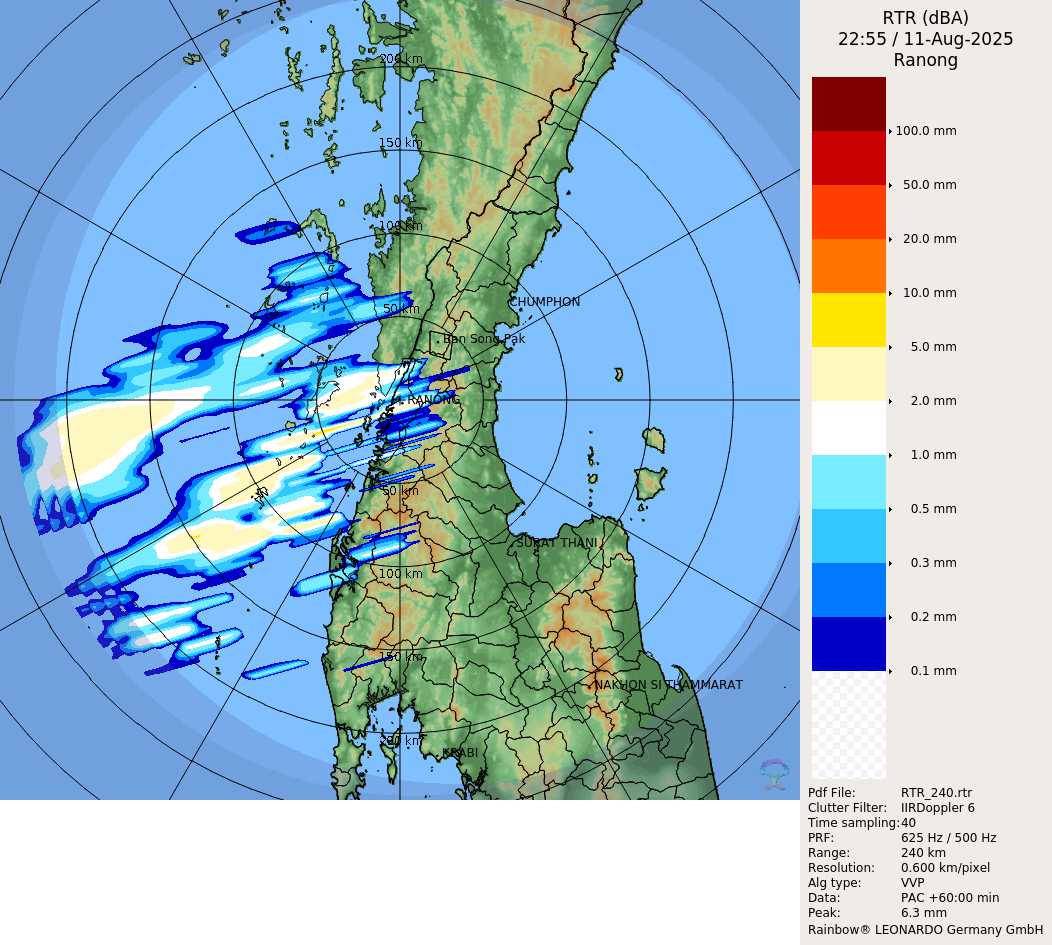 RTR (dBA)
22:55 / 11-Aug-2025
Ranong
100.0 mm
50.0 mm
20.0 mm
10.0 mm
5.0 mm
2.0 mm
1.0 mm
0.5 mm
0.3 mm
0.2 mm
0.1 mm
Pdf File: RTR_240.rtr
Clutter Filter: IIRDoppler 6
Time sampling: 40
PRF: 625 Hz / 500 Hz
Range: 240 km
Resolution: 0.600 km/pixel
Alg type: VVP
Data: PAC +60:00 min
Peak: 6.3 mm
Rainbow® LEONARDO Germany GmbH
200 km
150 km
100 km
CHUMPHON
50 km
Ban Song Pak
RANONG
50 km
SURAT THANI
100 km
150 km
NAKHON SI THAMMARAT
200 km
KRABI